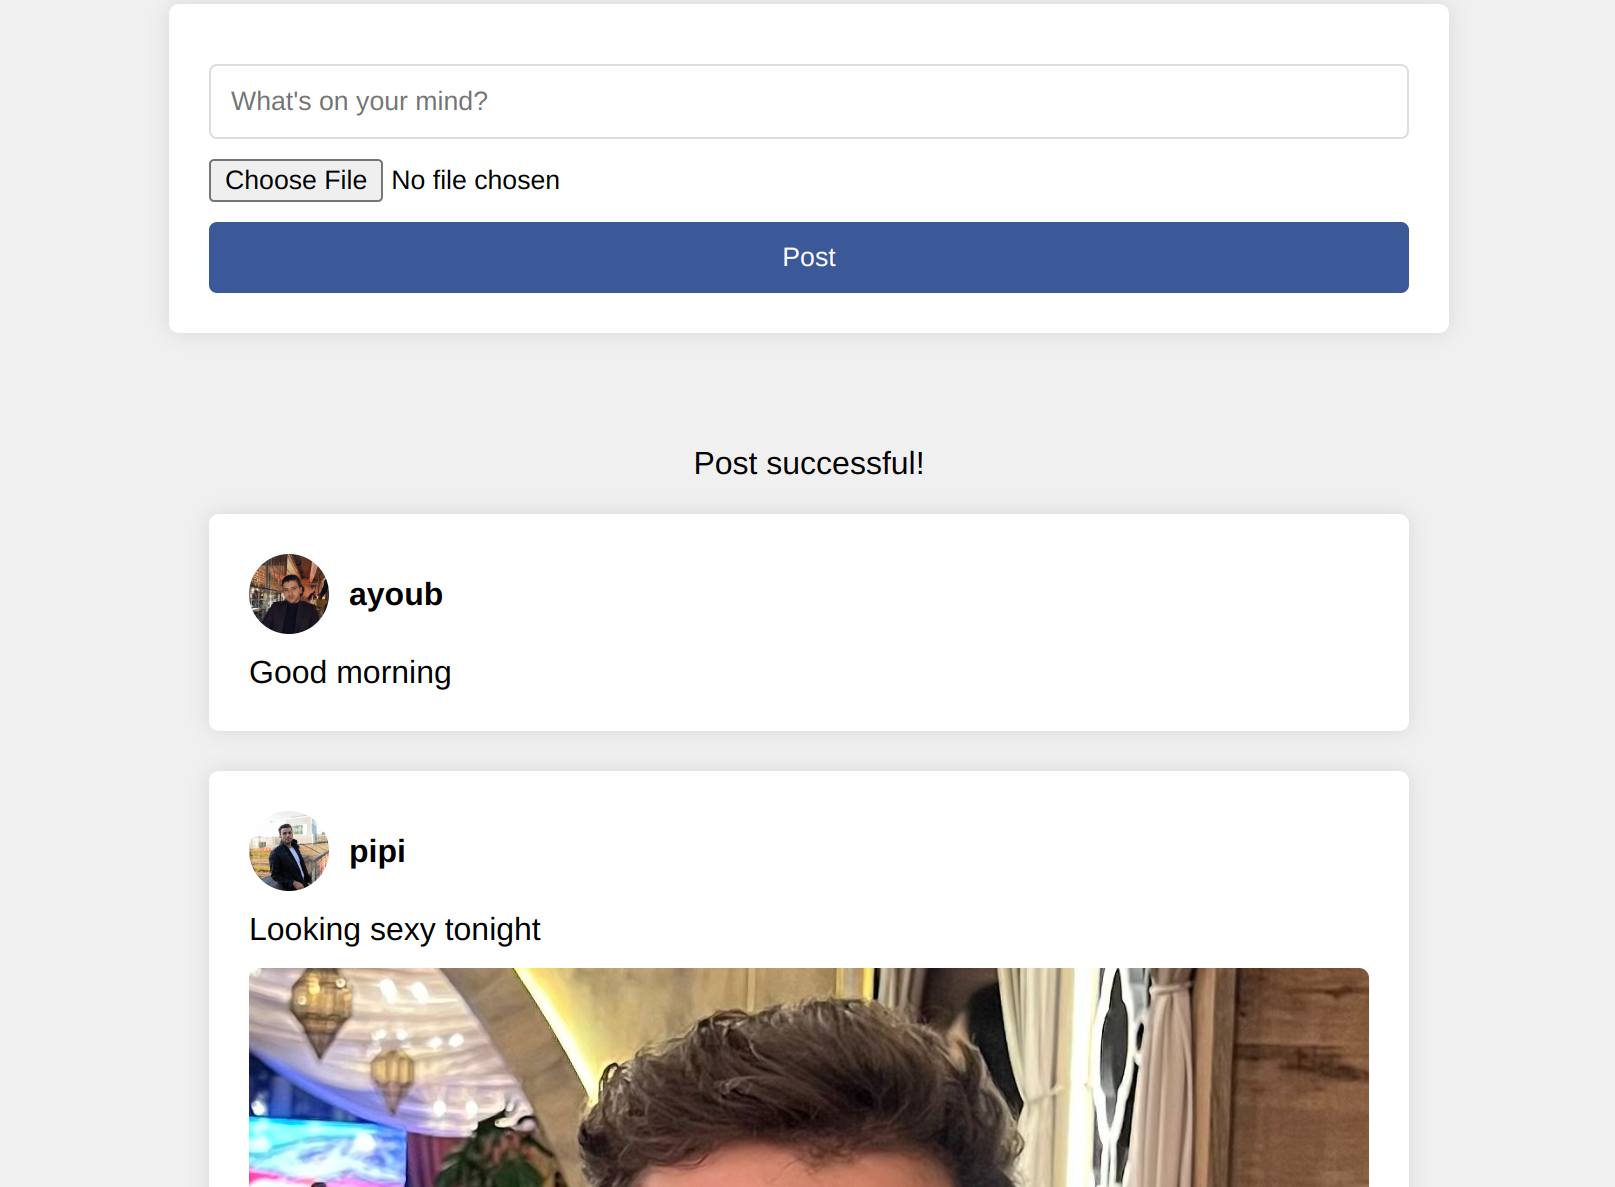 What's on your mind?
Choose File No file chosen
Post
Post successful!
ayoub
Good morning
pipi
Looking sexy tonight